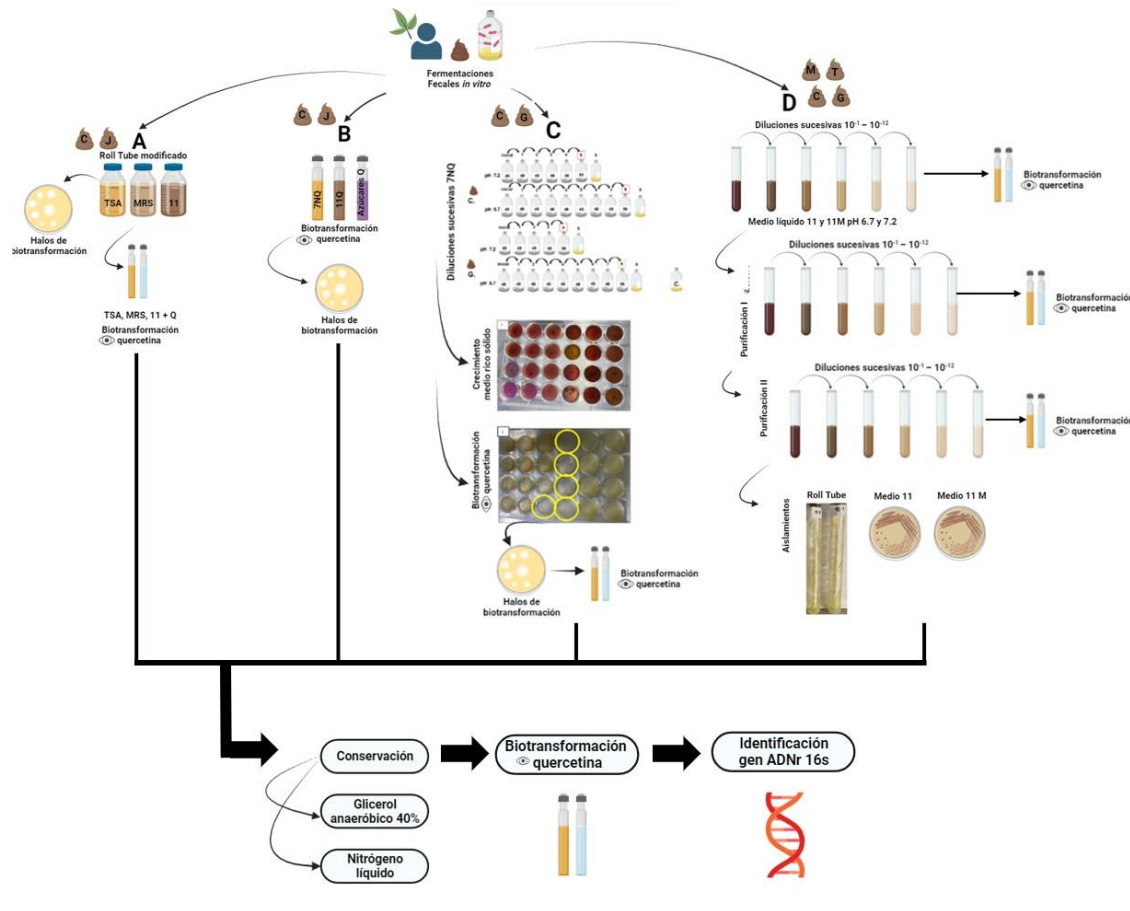 Fermentaciones
Fecales in vitro
C J
A
Roll Tube modificado
TSA
MRS
11
Halos de
biotransformación
TSA, MRS, 11 + Q
Biotransformación
quercetina
C J
B
7NQ
11Q
Azúcares Q
Biotransformación
quercetina
Halos de
biotransformación
C G
C
Diluciones sucesivas 7NQ
pH 7.2
C
pH 6.7
pH 7.2
G
pH 6.7
C
Crecimiento
medio rico sólido
Biotransformación
quercetina
Halos de
biotransformación
Biotransformación
quercetina
M T
C G
D
Diluciones sucesivas 10-1 – 10-12
Biotransformación
quercetina
Medio líquido 11 y 11M pH 6.7 y 7.2
Diluciones sucesivas 10-1 – 10-12
Purificación I
Biotransformación
quercetina
Diluciones sucesivas 10-1 – 10-12
Purificación II
Biotransformación
quercetina
Aislamientos
Roll Tube
Medio 11
Medio 11 M
Conservación
Biotransformación
quercetina
Identificación
gen ADNr 16s
Glicerol
anaeróbico 40%
Nitrógeno
líquido